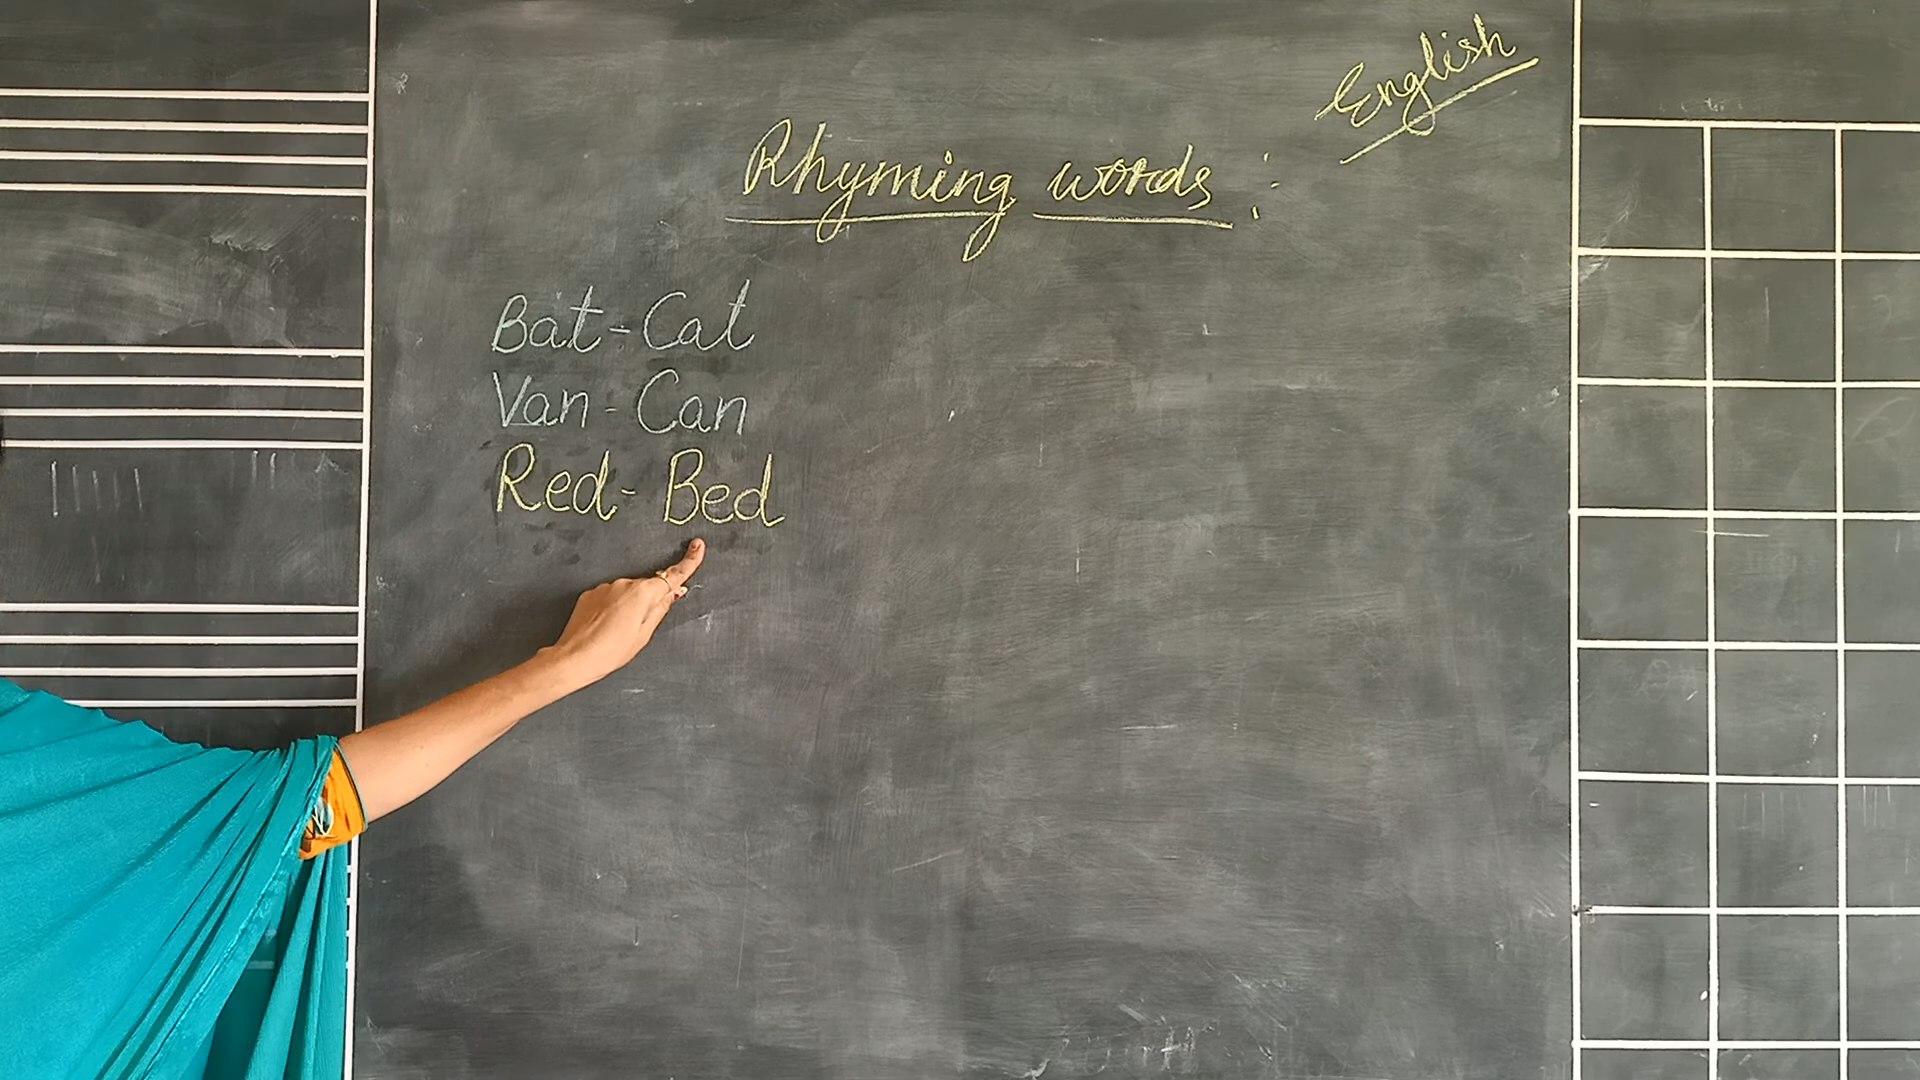 English
Rhyming words :
Bat - Cat
Van - Can
Red - Bed